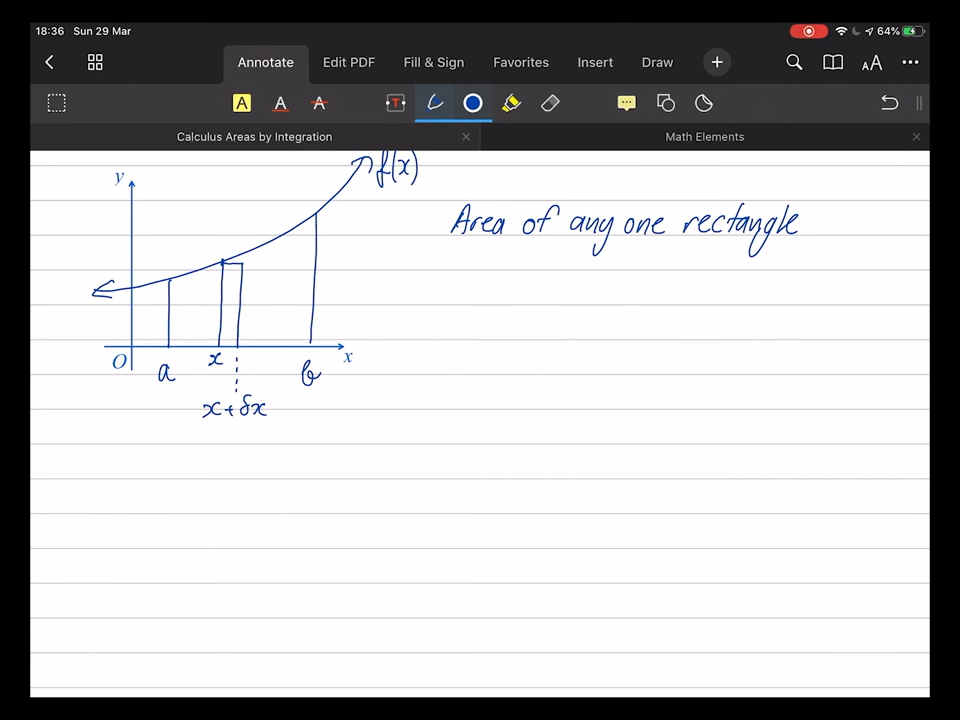 18:36 Sun 29 Mar 64%
Annotate Edit PDF Fill & Sign Favorites Insert Draw
Calculus Areas by Integration Math Elements
f(x)
y
Area of any one rectangle
O a x b x
x + δx